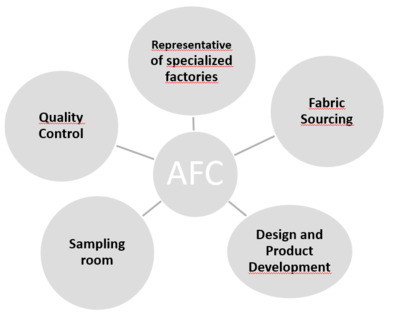 Representative
of specialized
factories
Quality
Control
Fabric
Sourcing
AFC
Sampling
room
Design and
Product
Development